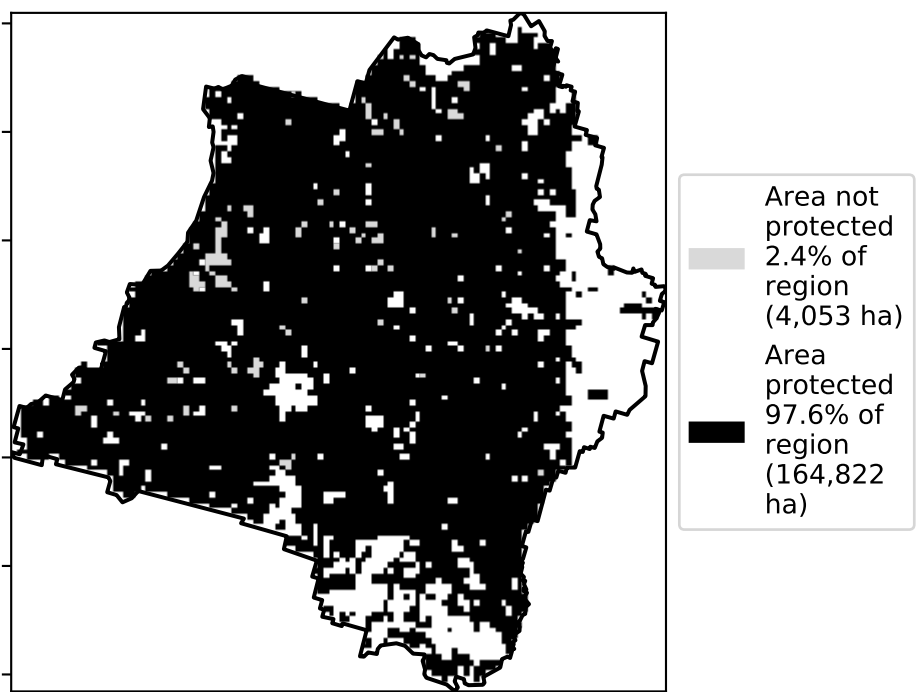 Area not
protected
2.4% of
region
(4,053 ha)
Area
protected
97.6% of
region
(164,822
ha)